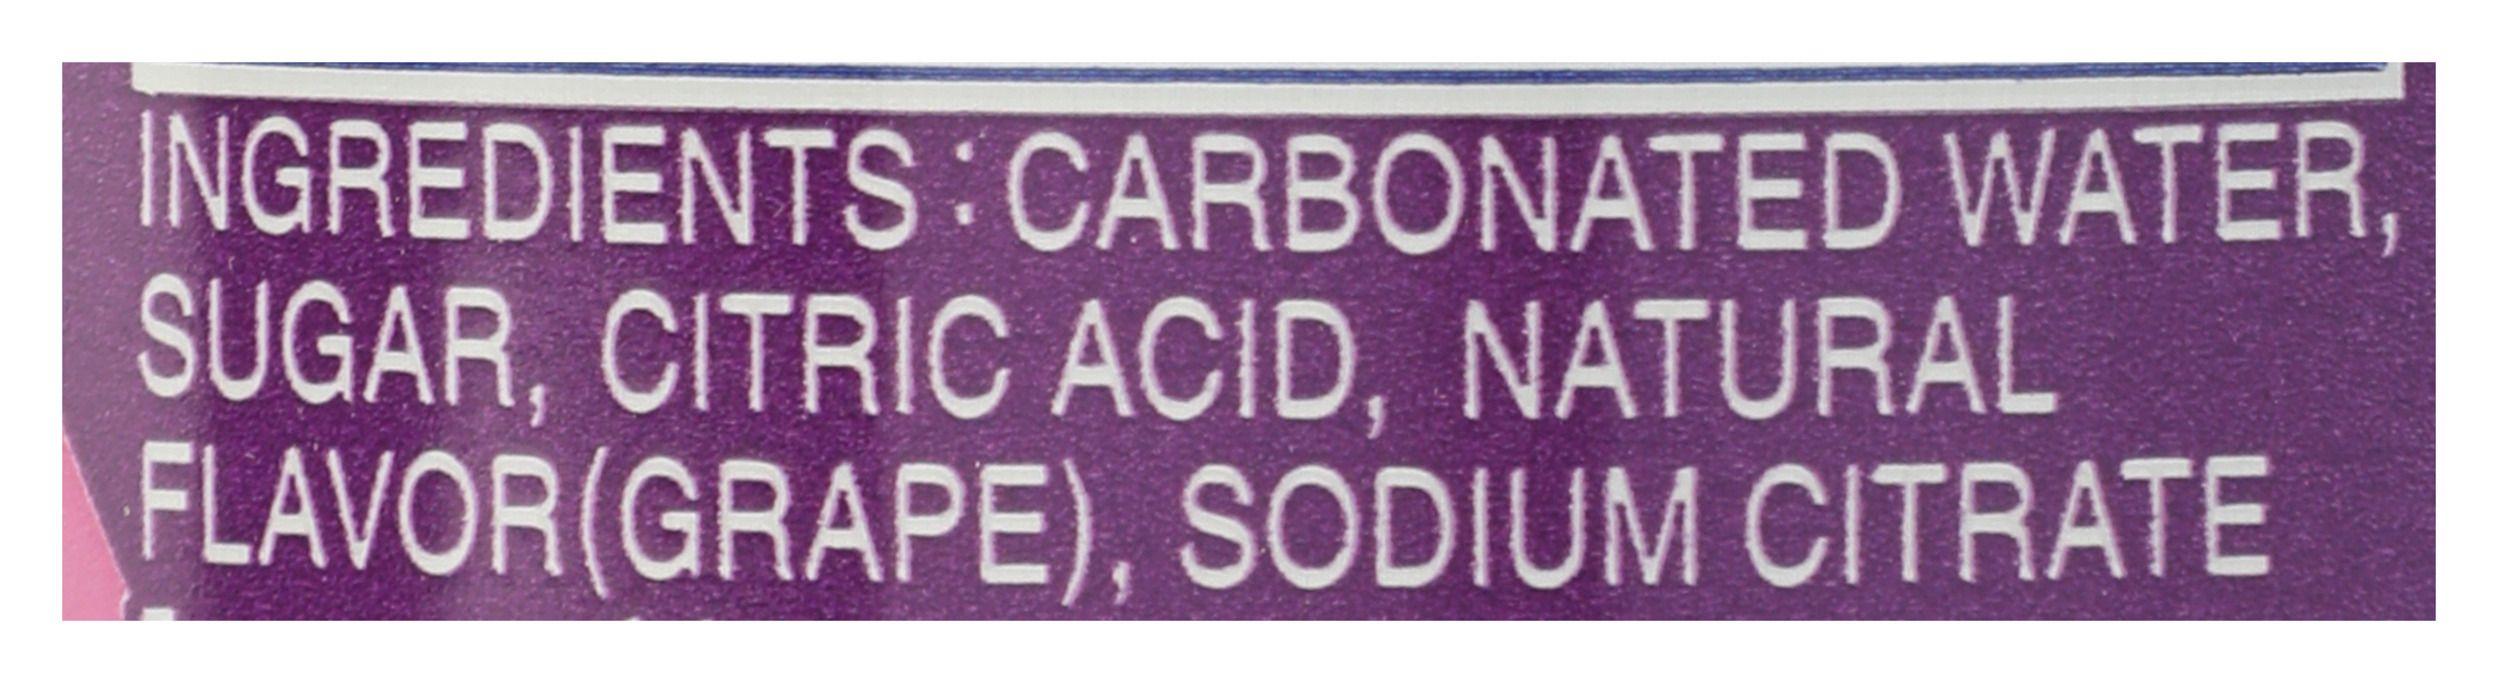 INGREDIENTS : CARBONATED WATER,
SUGAR, CITRIC ACID, NATURAL
FLAVOR(GRAPE), SODIUM CITRATE